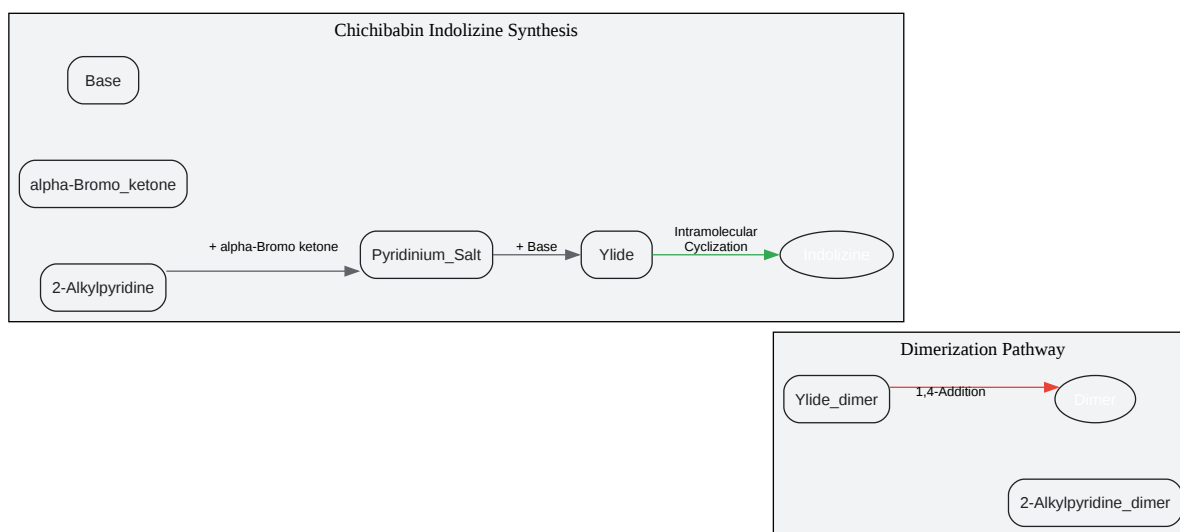 Chichibabin Indolizine Synthesis
Base
alpha-Bromo_ketone
2-Alkylpyridine
+ alpha-Bromo ketone
Pyridinium_Salt
+ Base
Ylide
Intramolecular
Cyclization
Indolizine
Dimerization Pathway
Ylide_dimer
1,4-Addition
Dimer
2-Alkylpyridine_dimer